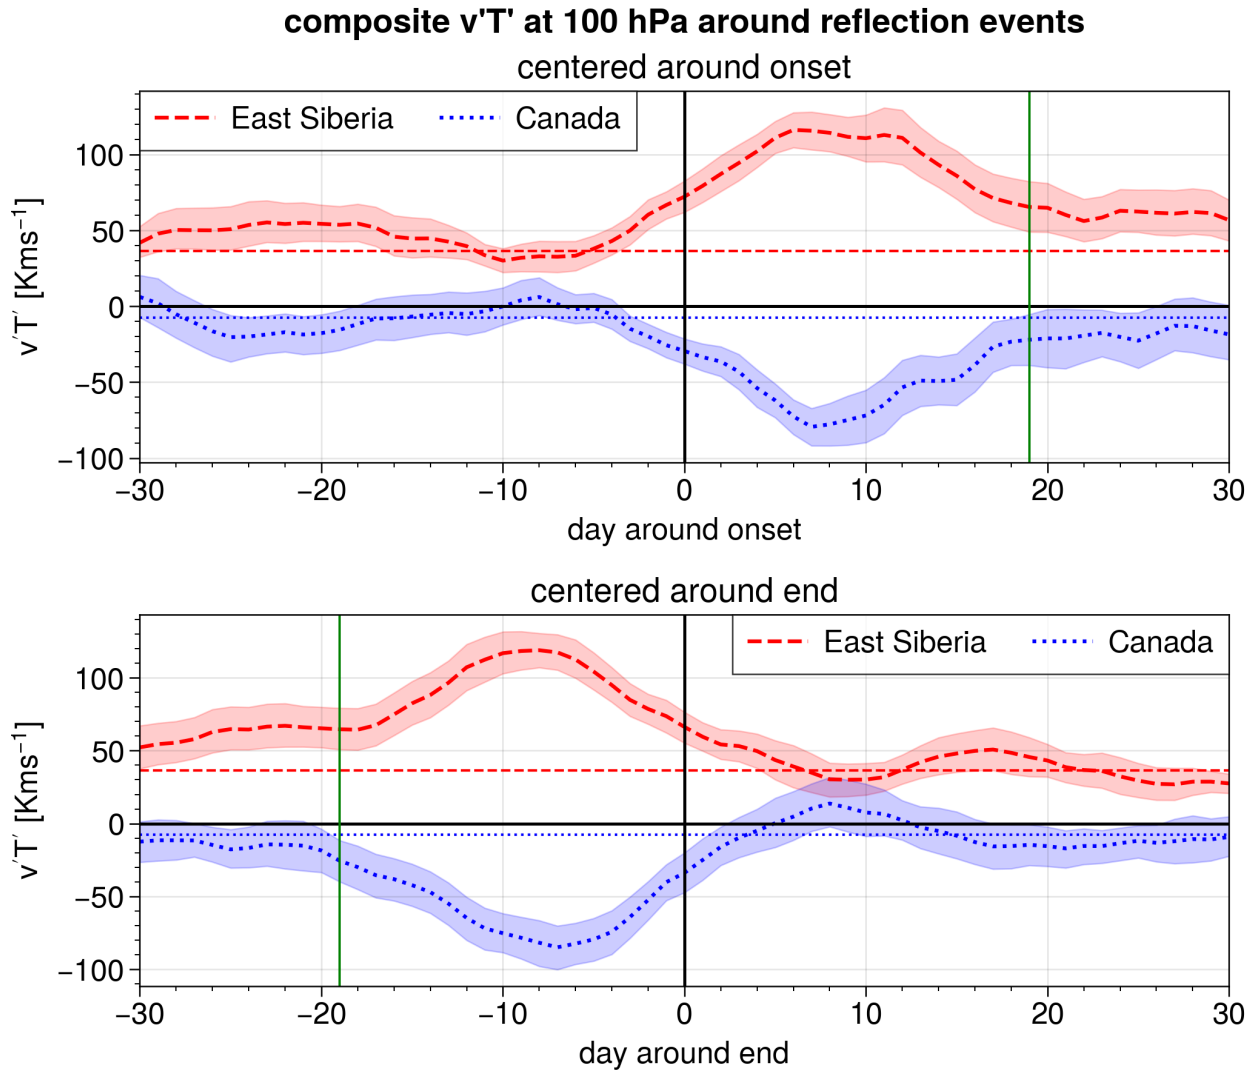 composite v'T' at 100 hPa around reflection events
centered around onset
East Siberia Canada
v′T′ [Kms⁻¹]
100
50
0
−50
−100
−30 −20 −10 0 10 20 30
day around onset
centered around end
East Siberia Canada
v′T′ [Kms⁻¹]
100
50
0
−50
−100
−30 −20 −10 0 10 20 30
day around end